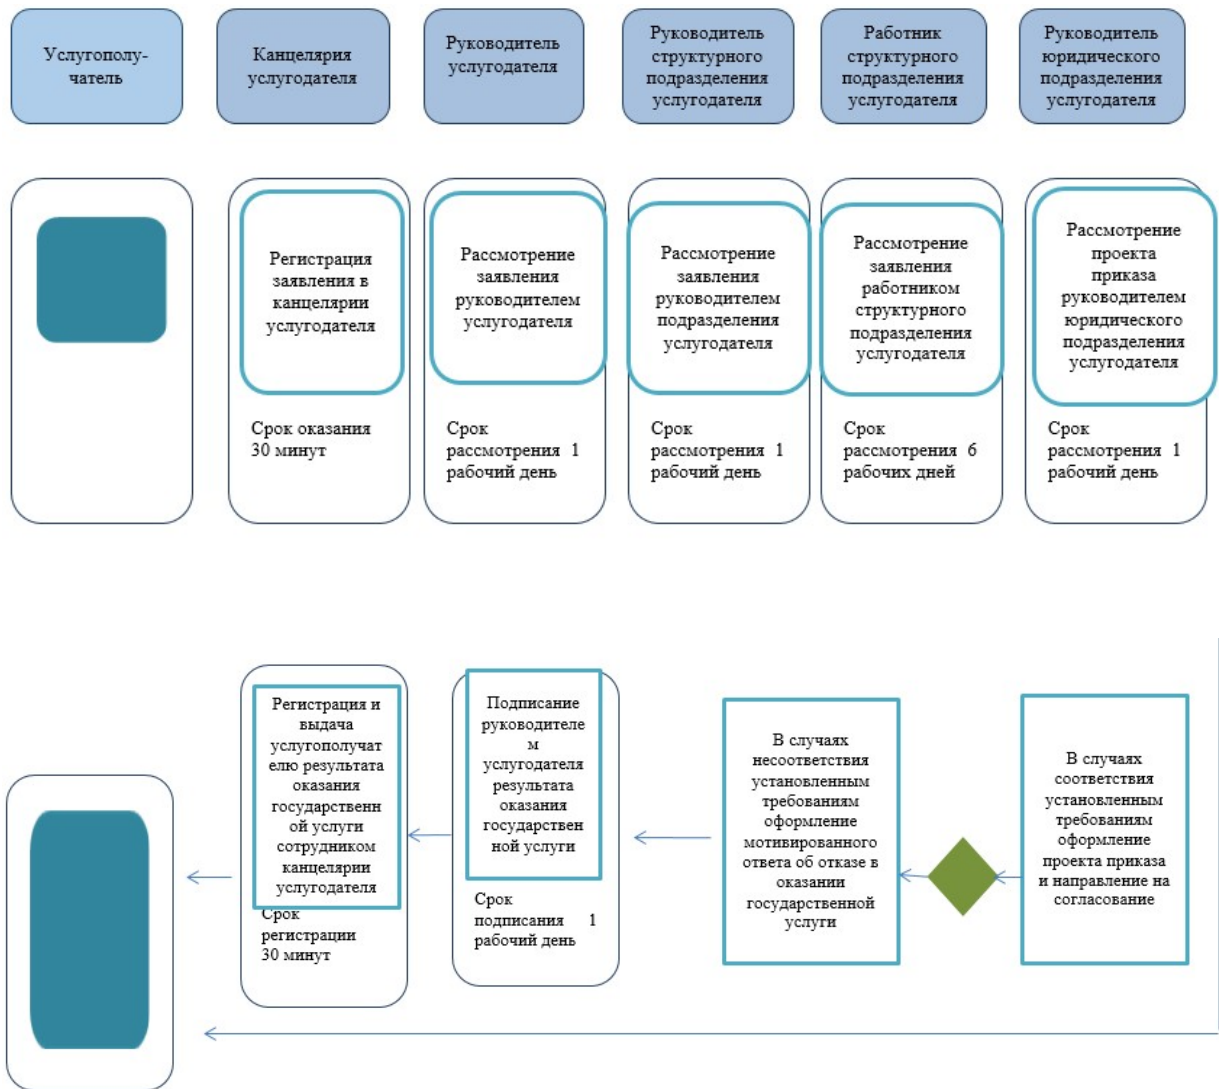 Услугополу-
чатель
Канцелярия
услугодателя
Руководитель
услугодателя
Руководитель
структурного
подразделения
услугодателя
Работник
структурного
подразделения
услугодателя
Руководитель
юридического
подразделения
услугодателя
Регистрация
заявления в
канцелярии
услугодателя
Срок оказания
30 минут
Рассмотрение
заявления
руководителем
услугодателя
Срок
рассмотрения 1
рабочий день
Рассмотрение
заявления
руководителем
подразделения
услугодателя
Срок
рассмотрения 1
рабочий день
Рассмотрение
заявления
работником
структурного
подразделения
услугодателя
Срок
рассмотрения 6
рабочих дней
Рассмотрение
проекта
приказа
руководителем
юридического
подразделения
услугодателя
Срок
рассмотрения 1
рабочий день
Регистрация и
выдача
услугополучат
елю результата
оказания
государственн
ой услуги
сотрудником
канцелярии
услугодателя
Срок
регистрации
30 минут
Подписание
руководителе
м
услугодателя
результата
оказания
государствен
ной услуги
Срок
подписания 1
рабочий день
В случаях
несоответствия
установленным
требованиям
оформление
мотивированного
ответа об отказе в
оказании
государственной
услуги
В случаях
соответствия
установленным
требованиям
оформление
проекта приказа
и направление на
согласование